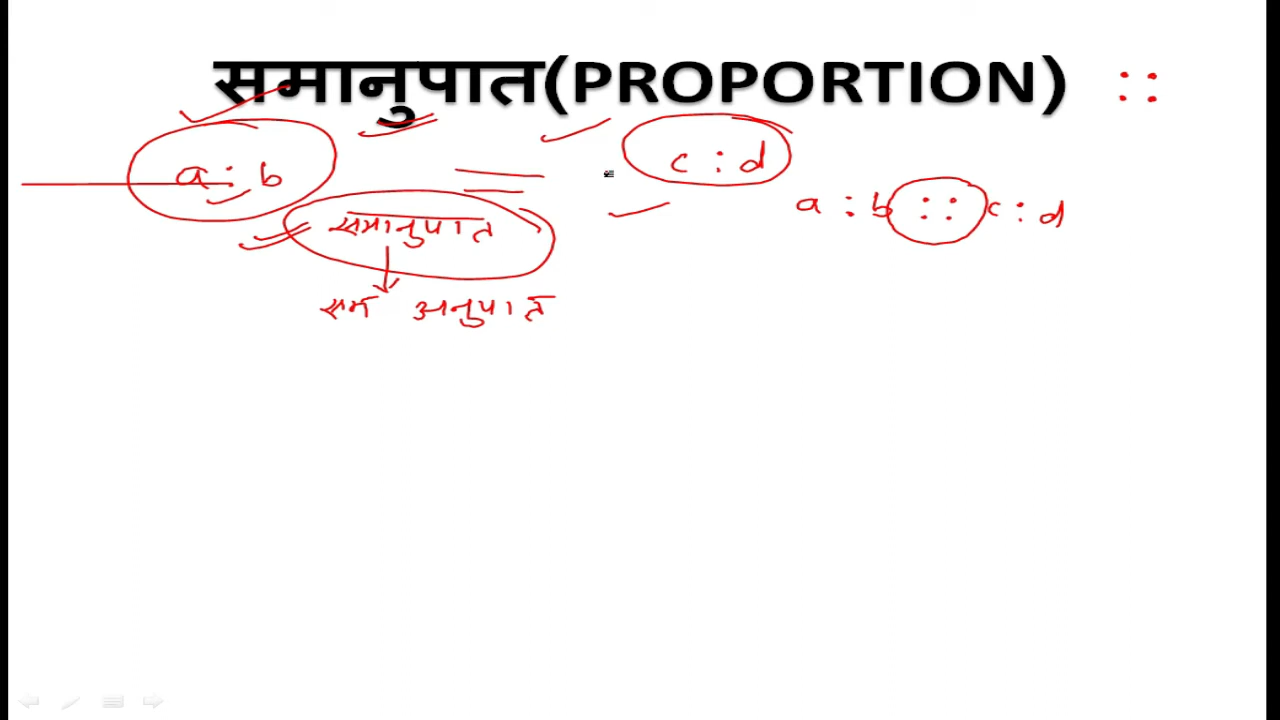 समानुपात(PROPORTION) ::
a : b = c : d
a : b :: c : d
समानुपात
सम अनुपात